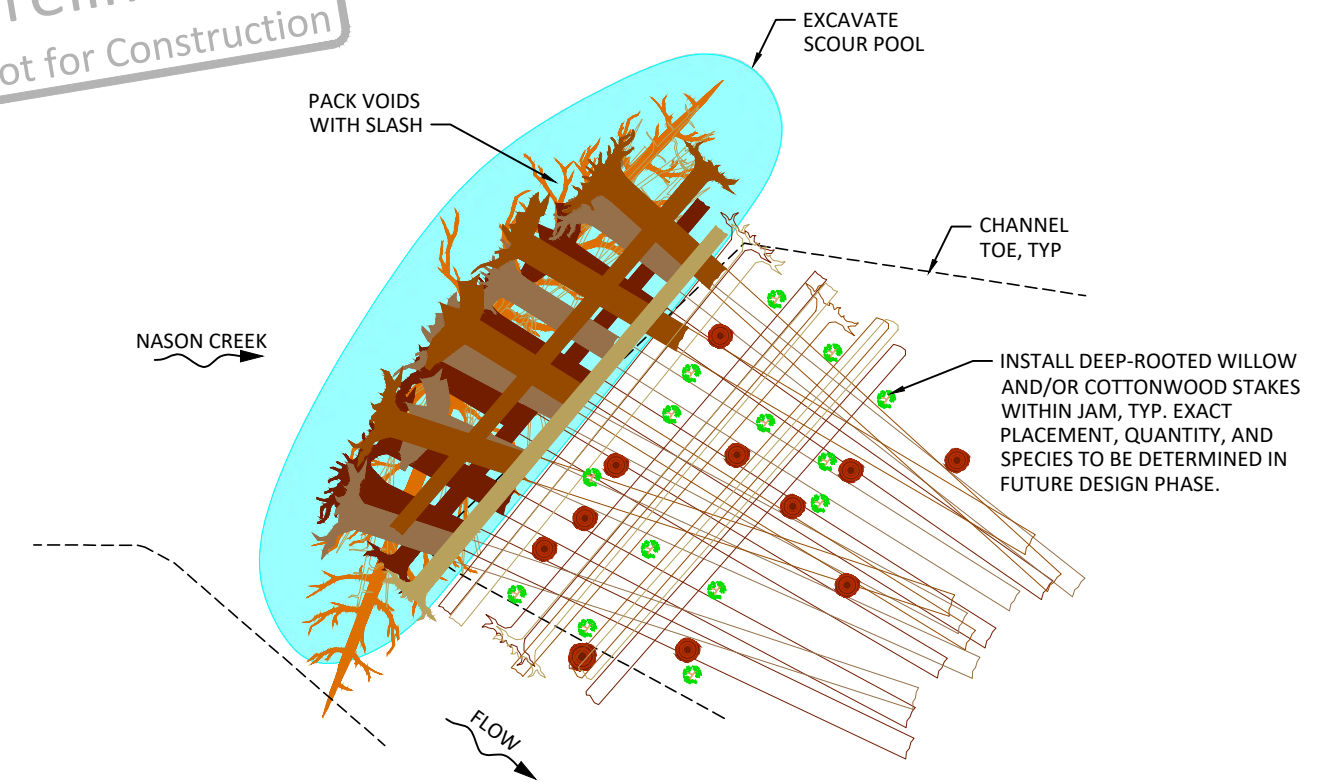 for Construction
EXCAVATE
SCOUR POOL
PACK VOIDS
WITH SLASH
CHANNEL
TOE, TYP
NASON CREEK
INSTALL DEEP-ROOTED WILLOW
AND/OR COTTONWOOD STAKES
WITHIN JAM, TYP. EXACT
PLACEMENT, QUANTITY, AND
SPECIES TO BE DETERMINED IN
FUTURE DESIGN PHASE.
FLOW